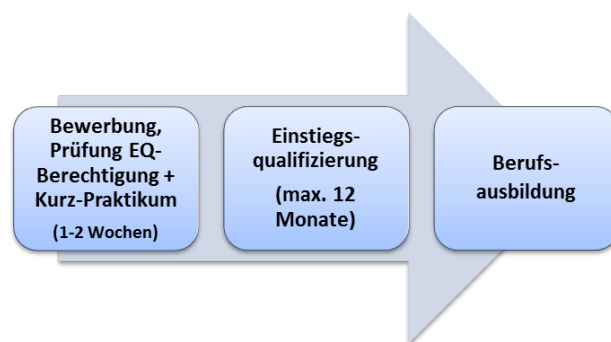 Bewerbung,
Prüfung EQ-
Berechtigung +
Kurz-Praktikum
(1-2 Wochen)
Einstiegs-
qualifizierung
(max. 12
Monate)
Berufs-
ausbildung